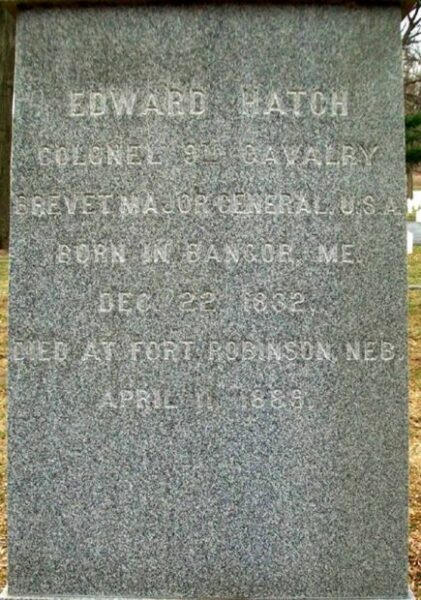 EDWARD HATCH
COLONEL 9TH CAVALRY
BREVET MAJOR GENERAL, U.S.A.
BORN IN BANGOR, ME.
DEC. 22 1832.
DIED AT FORT ROBINSON, NEB.
APRIL 11, 1889.